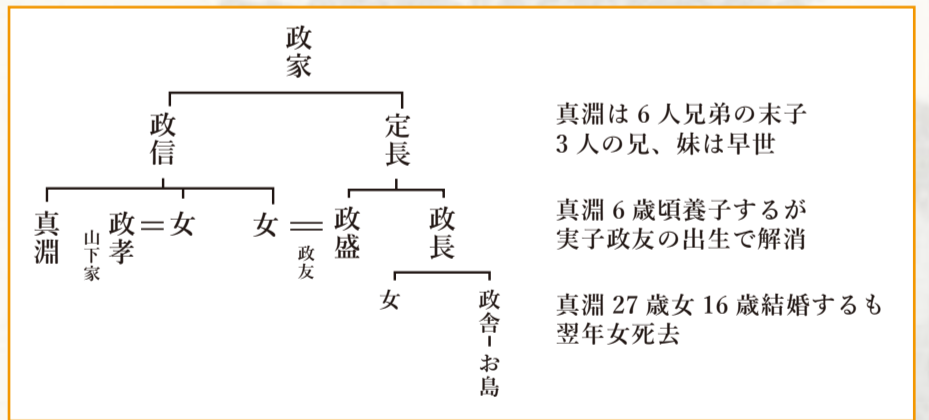 政家
政信
定長
真淵
政孝
山下家
女
女
政友
政盛
政長
女
政舎-お島
真淵は 6 人兄弟の末子
3 人の兄、妹は早世
真淵 6 歳頃養子するが
実子政友の出生で解消
真淵 27 歳女 16 歳結婚するも
翌年女死去